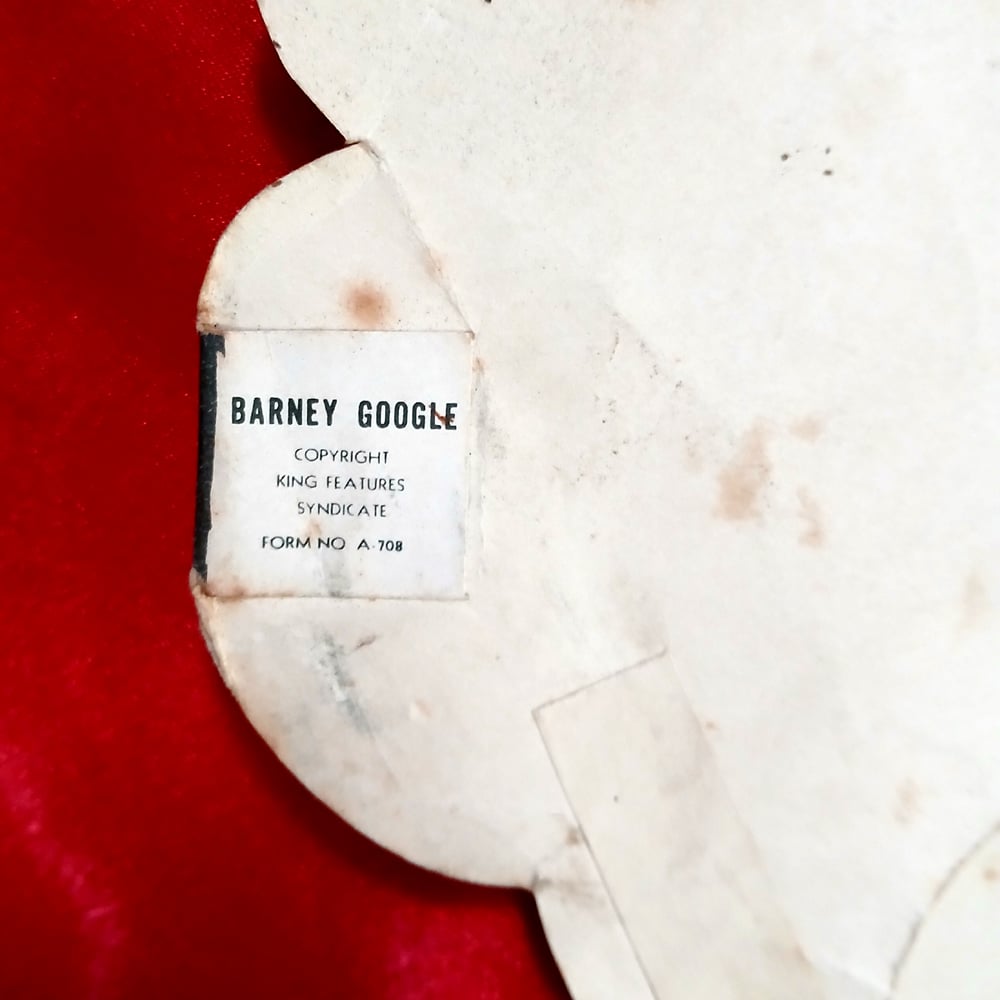 BARNEY GOOGLE
COPYRIGHT
KING FEATURES
SYNDICATE
FORM NO A-708